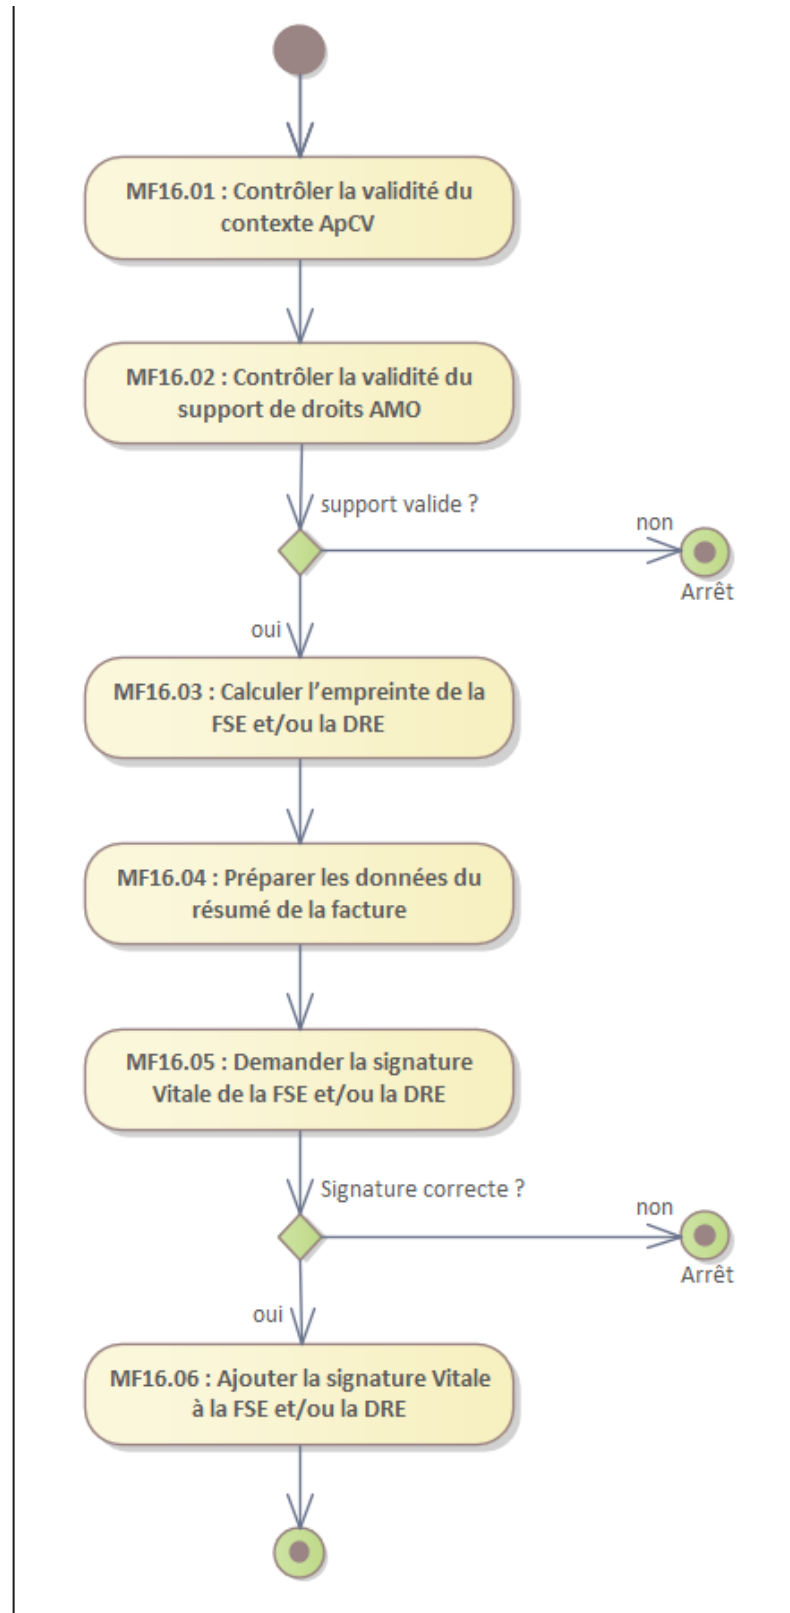 MF16.01 : Contrôler la validité du
contexte ApCV
MF16.02 : Contrôler la validité du
support de droits AMO
support valide ?
non
Arrêt
oui
MF16.03 : Calculer l’empreinte de la
FSE et/ou la DRE
MF16.04 : Préparer les données du
résumé de la facture
MF16.05 : Demander la signature
Vitale de la FSE et/ou la DRE
Signature correcte ?
non
Arrêt
oui
MF16.06 : Ajouter la signature Vitale
à la FSE et/ou la DRE